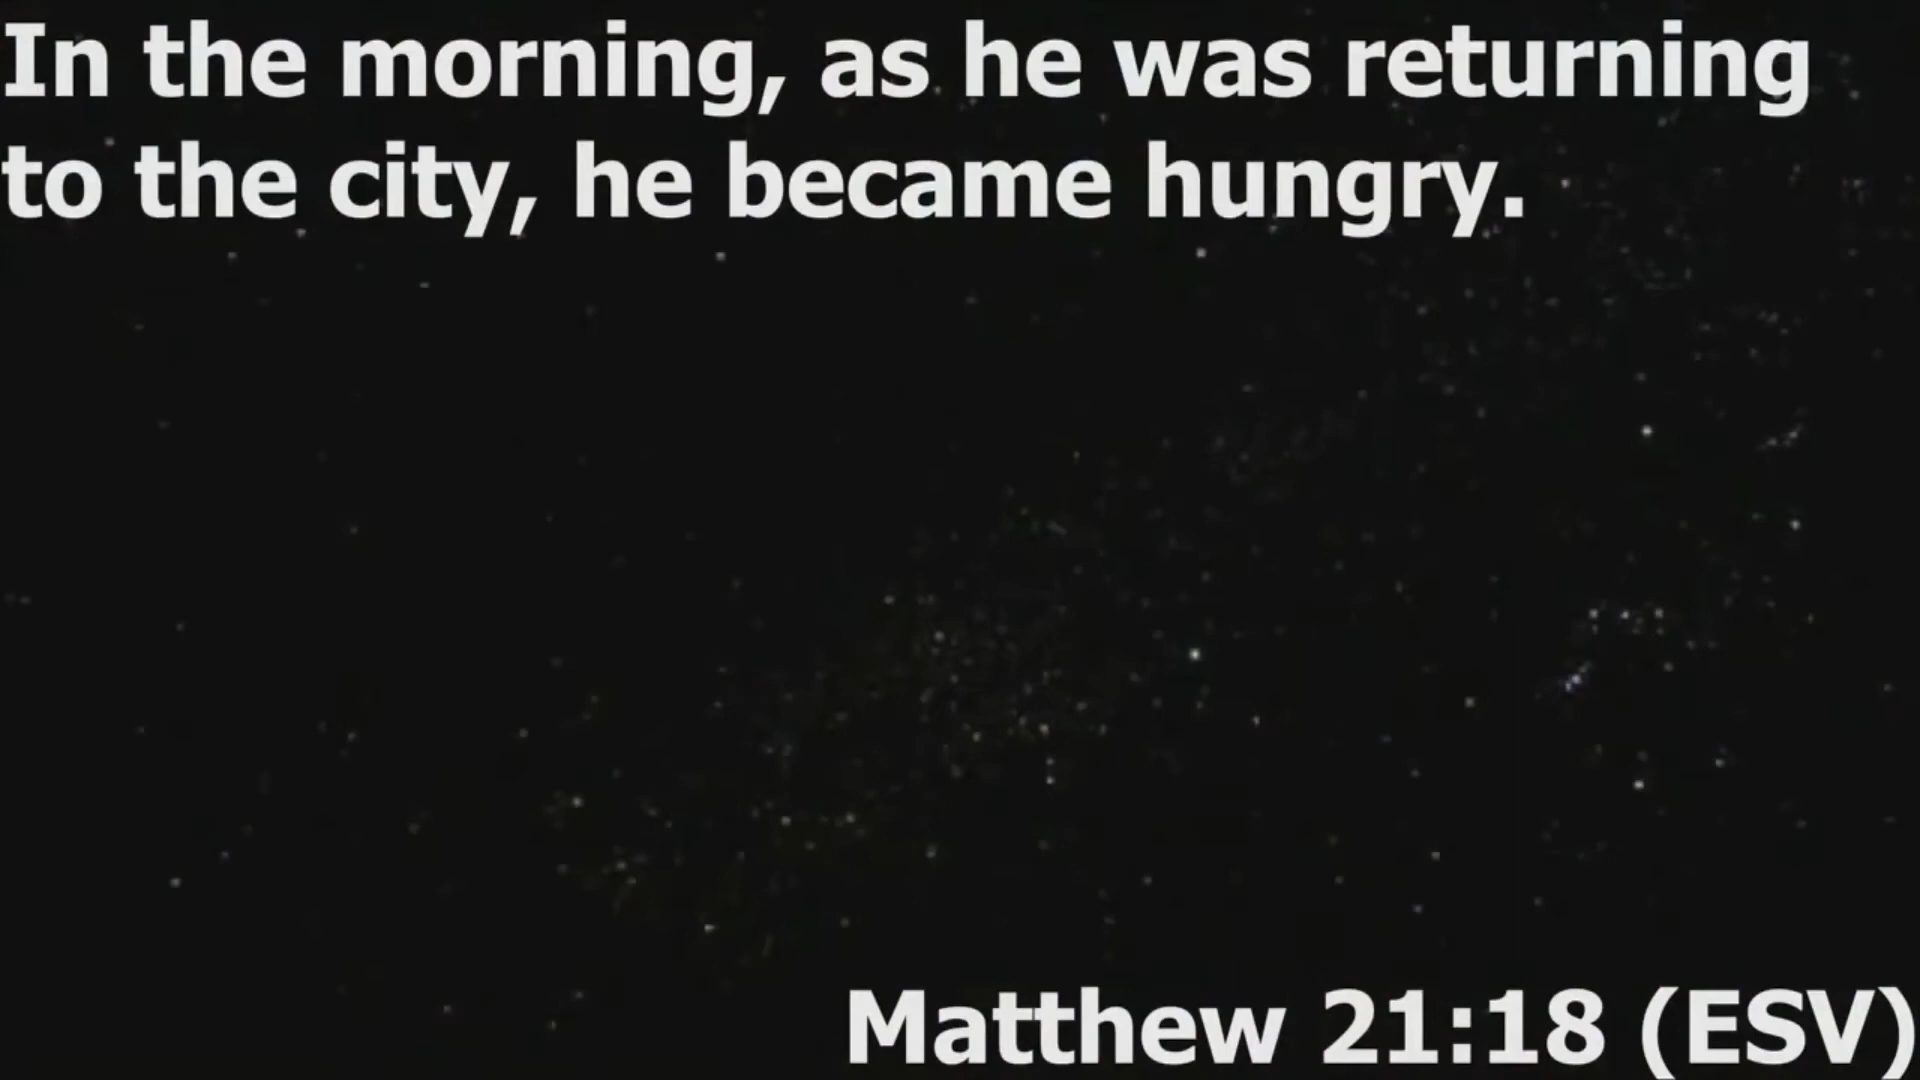 In the morning, as he was returning
to the city, he became hungry.
Matthew 21:18 (ESV)